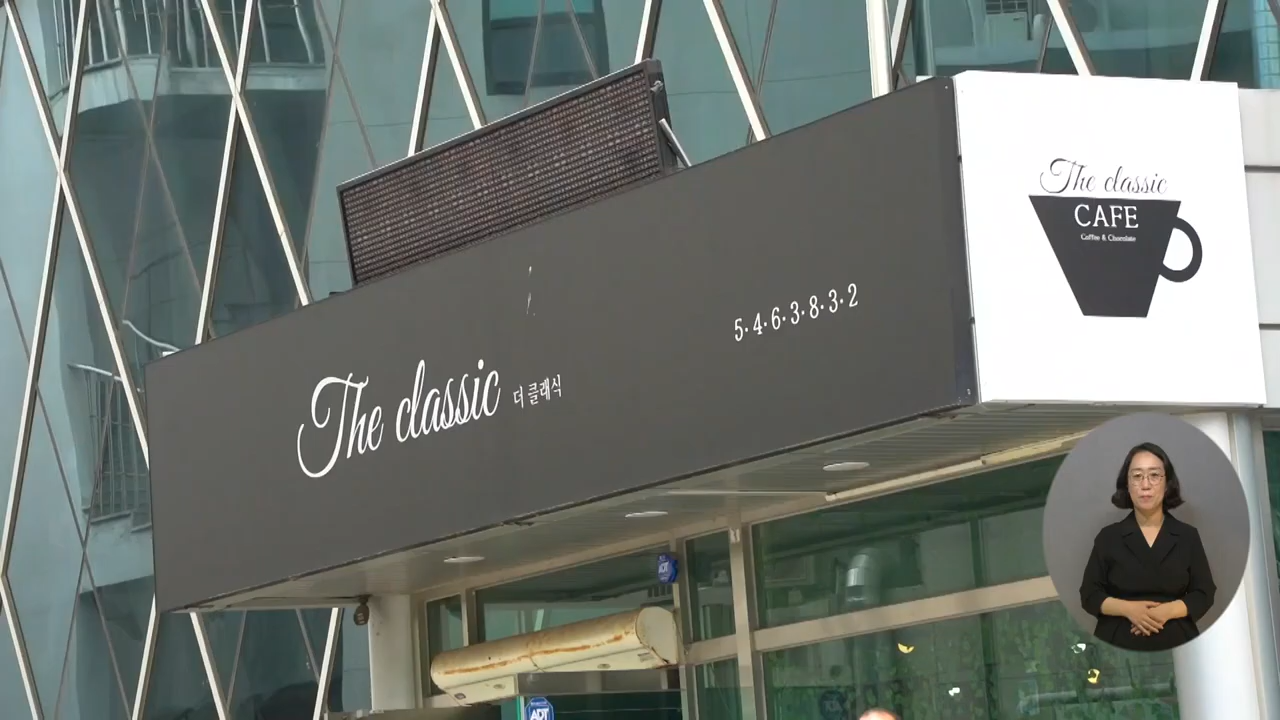 The classic 더 클래식
5·4·6·3·8·3·2
The classic
CAFE
Coffee & Chocolate
ADT
ADT